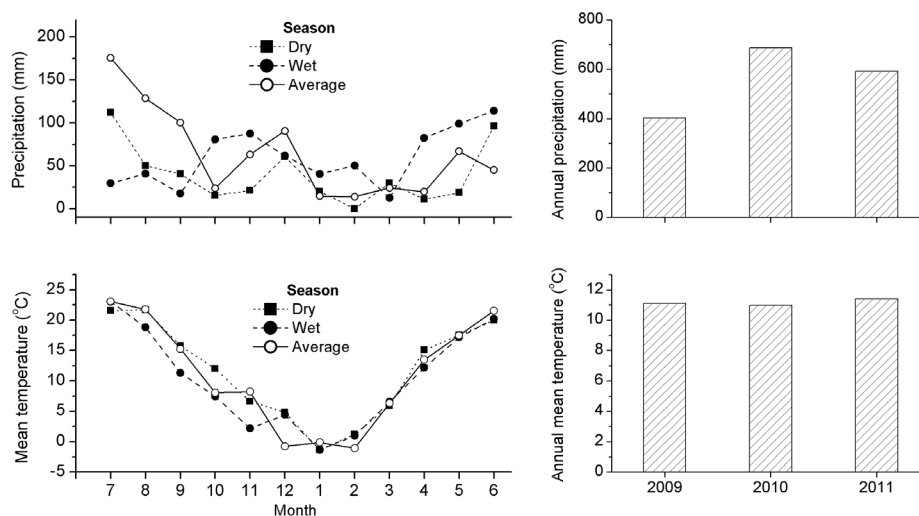 Precipitation (mm)
200
150
100
50
0
Season
Dry
Wet
Average
Annual precipitation (mm)
800
600
400
200
0
Mean temperature (°C)
25
20
15
10
5
0
-5
Season
Dry
Wet
Average
7 8 9 10 11 12 1 2 3 4 5 6
Month
Annual mean temperature (°C)
12
10
8
6
4
2
0
2009 2010 2011